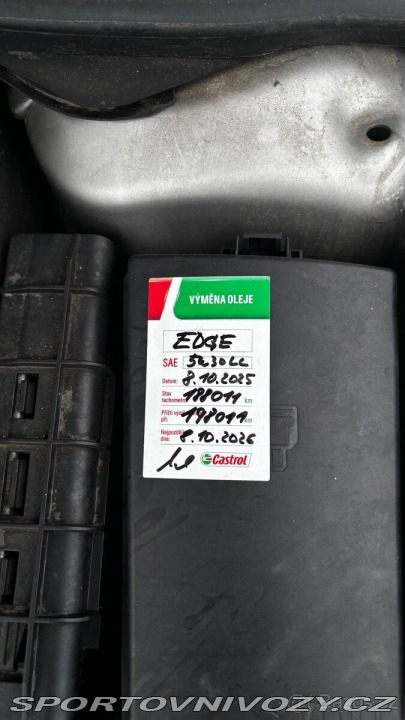 VÝMĚNA OLEJE
EDGE
SAE 5W30LL
Datum: 8.10.2025
Stav tachometru: 188011 km
Příští výměna při: 198011 km
Nejpozději dne: 8.10.2026
Castrol
SPORTOVNIVOZY.CZ